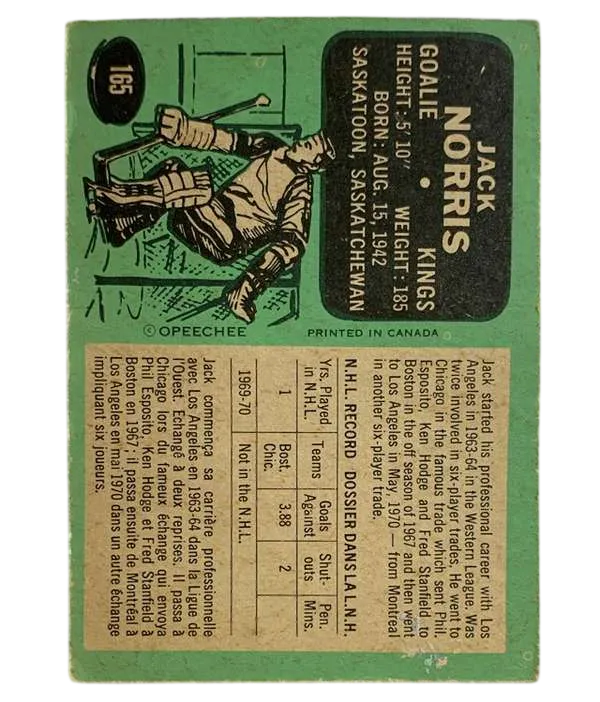 JACK
NORRIS
GOALIE • KINGS
HEIGHT: 5' 10" WEIGHT: 185
BORN: AUG. 15, 1942
SASKATOON, SASKATCHEWAN
165
© OPEECHEE PRINTED IN CANADA
Jack started his professional career with Los
Angeles in 1963-64 in the Western League. Was
twice involved in six-player trades. He went to
Chicago in the famous trade which sent Phil.
Esposito, Ken Hodge and Fred Stanfield to
Boston in the off season of 1967 and then went
to Los Angeles in May, 1970 — from Montreal
in another six-player trade.
N.H.L. RECORD DOSSIER DANS LA L.N.H.
Yrs. Played Teams Goals Shut- Pen.
in N.H.L. Against outs Mins.
1 Bost. 3.88 2
Chic.
1969-70 Not in the N.H.L.
Jack commença sa carrière professionnelle
avec Los Angeles en 1963-64 dans la Ligue de
l'Ouest. Echangé à deux reprises. Il passa à
Chicago lors du fameux échange qui envoya
Phil Esposito, Ken Hodge et Fred Stanfield à
Boston en 1967; il passa ensuite de Montréal à
Los Angeles en mai 1970 dans un autre échange
impliquant six joueurs.